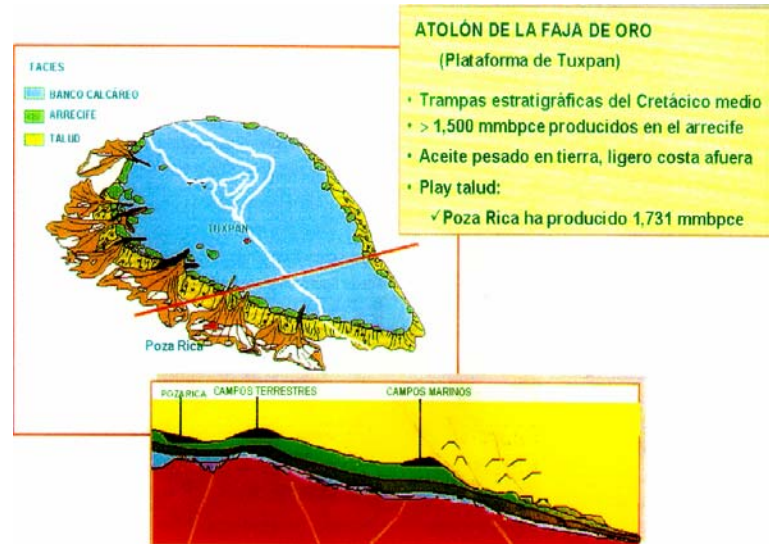 ATOLÓN DE LA FAJA DE ORO
(Plataforma de Tuxpan)
• Trampas estratigráficas del Cretácico medio
• > 1,500 mmbpce producidos en el arrecife
• Aceite pesado en tierra, ligero costa afuera
• Play talud:
✓Poza Rica ha producido 1,731 mmbpce
FACIES
BANCO CALCÁREO
ARRECIFE
TALUD
TUXPAN
Poza Rica
POZA RICA
CAMPOS TERRESTRES
CAMPOS MARINOS